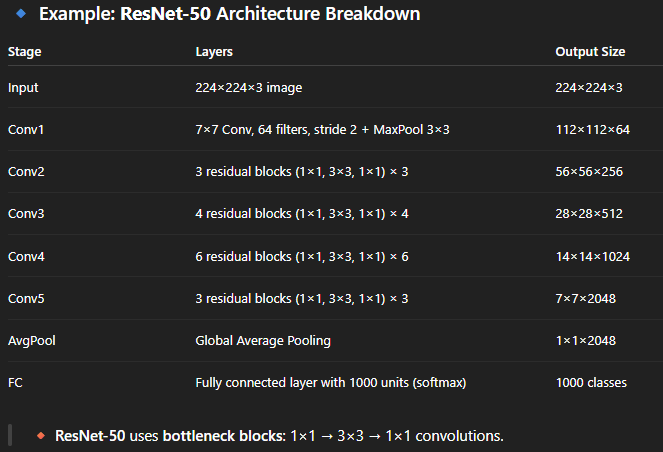 Example: ResNet-50 Architecture Breakdown
Stage Layers Output Size
Input 224×224×3 image 224×224×3
Conv1 7×7 Conv, 64 filters, stride 2 + MaxPool 3×3 112×112×64
Conv2 3 residual blocks (1×1, 3×3, 1×1) × 3 56×56×256
Conv3 4 residual blocks (1×1, 3×3, 1×1) × 4 28×28×512
Conv4 6 residual blocks (1×1, 3×3, 1×1) × 6 14×14×1024
Conv5 3 residual blocks (1×1, 3×3, 1×1) × 3 7×7×2048
AvgPool Global Average Pooling 1×1×2048
FC Fully connected layer with 1000 units (softmax) 1000 classes
ResNet-50 uses bottleneck blocks: 1×1 → 3×3 → 1×1 convolutions.